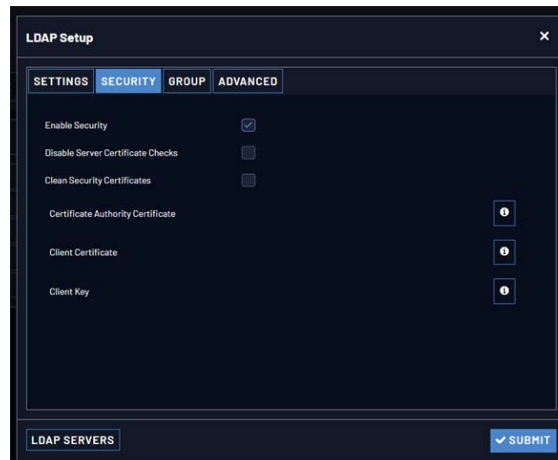 LDAP Setup
SETTINGS SECURITY GROUP ADVANCED
Enable Security
Disable Server Certificate Checks
Clean Security Certificates
Certificate Authority Certificate
Client Certificate
Client Key
LDAP SERVERS SUBMIT